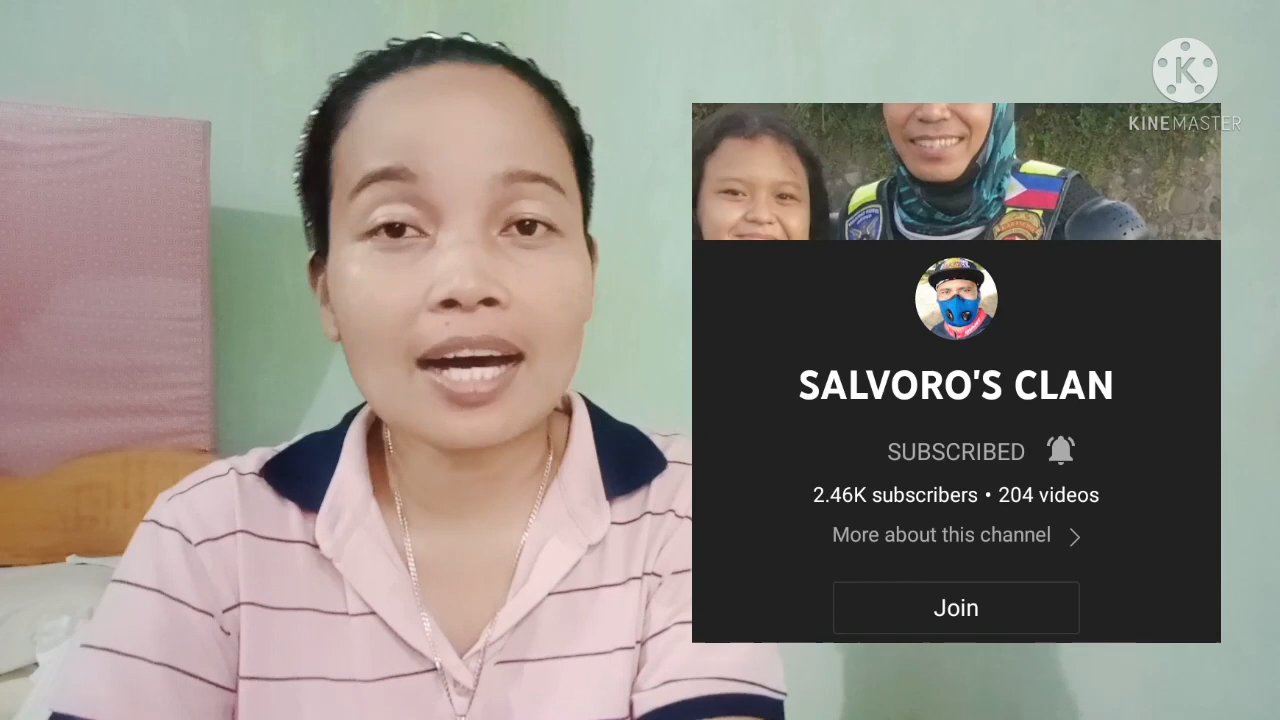 K
KINEMASTER
SALVORO'S CLAN
SUBSCRIBED
2.46K subscribers • 204 videos
More about this channel
Join